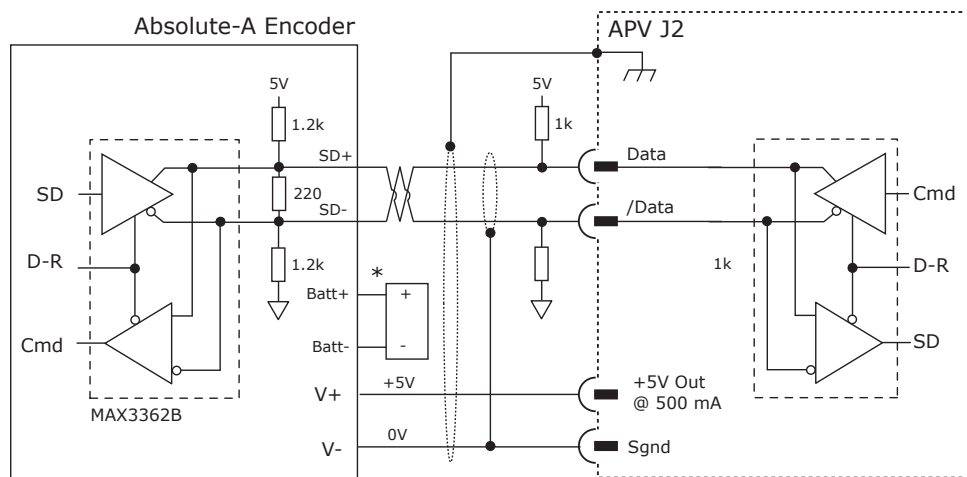 Absolute-A Encoder
APV J2
5V
5V
1.2k
1k
SD+
Data
1k
SD
220
Cmd
SD-
/Data
D-R
1.2k
*
1k
D-R
Batt+
+
Cmd
Batt-
-
SD
V+
+5V
+5V Out
@ 500 mA
MAX3362B
V-
0V
Sgnd